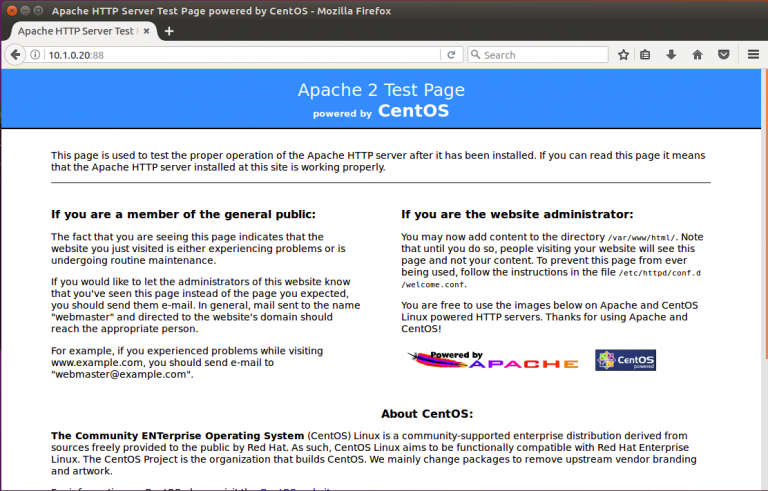 Apache HTTP Server Test Page powered by CentOS - Mozilla Firefox
Apache HTTP Server Test
10.1.0.20:88
Search
Apache 2 Test Page
powered by CentOS
This page is used to test the proper operation of the Apache HTTP server after it has been installed. If you can read this page it means
that the Apache HTTP server installed at this site is working properly.
If you are a member of the general public:
The fact that you are seeing this page indicates that the
website you just visited is either experiencing problems or is
undergoing routine maintenance.
If you would like to let the administrators of this website know
that you've seen this page instead of the page you expected,
you should send them e-mail. In general, mail sent to the name
"webmaster" and directed to the website's domain should
reach the appropriate person.
For example, if you experienced problems while visiting
www.example.com, you should send e-mail to
"webmaster@example.com".
If you are the website administrator:
You may now add content to the directory /var/www/html/. Note
that until you do so, people visiting your website will see this
page and not your content. To prevent this page from ever
being used, follow the instructions in the file /etc/httpd/conf.d
/welcome.conf.
You are free to use the images below on Apache and CentOS
Linux powered HTTP servers. Thanks for using Apache and
CentOS!
Powered by
APACHE
CentOS
powered
About CentOS:
The Community ENTerprise Operating System (CentOS) Linux is a community-supported enterprise distribution derived from
sources freely provided to the public by Red Hat. As such, CentOS Linux aims to be functionally compatible with Red Hat Enterprise
Linux. The CentOS Project is the organization that builds CentOS. We mainly change packages to remove upstream vendor branding
and artwork.